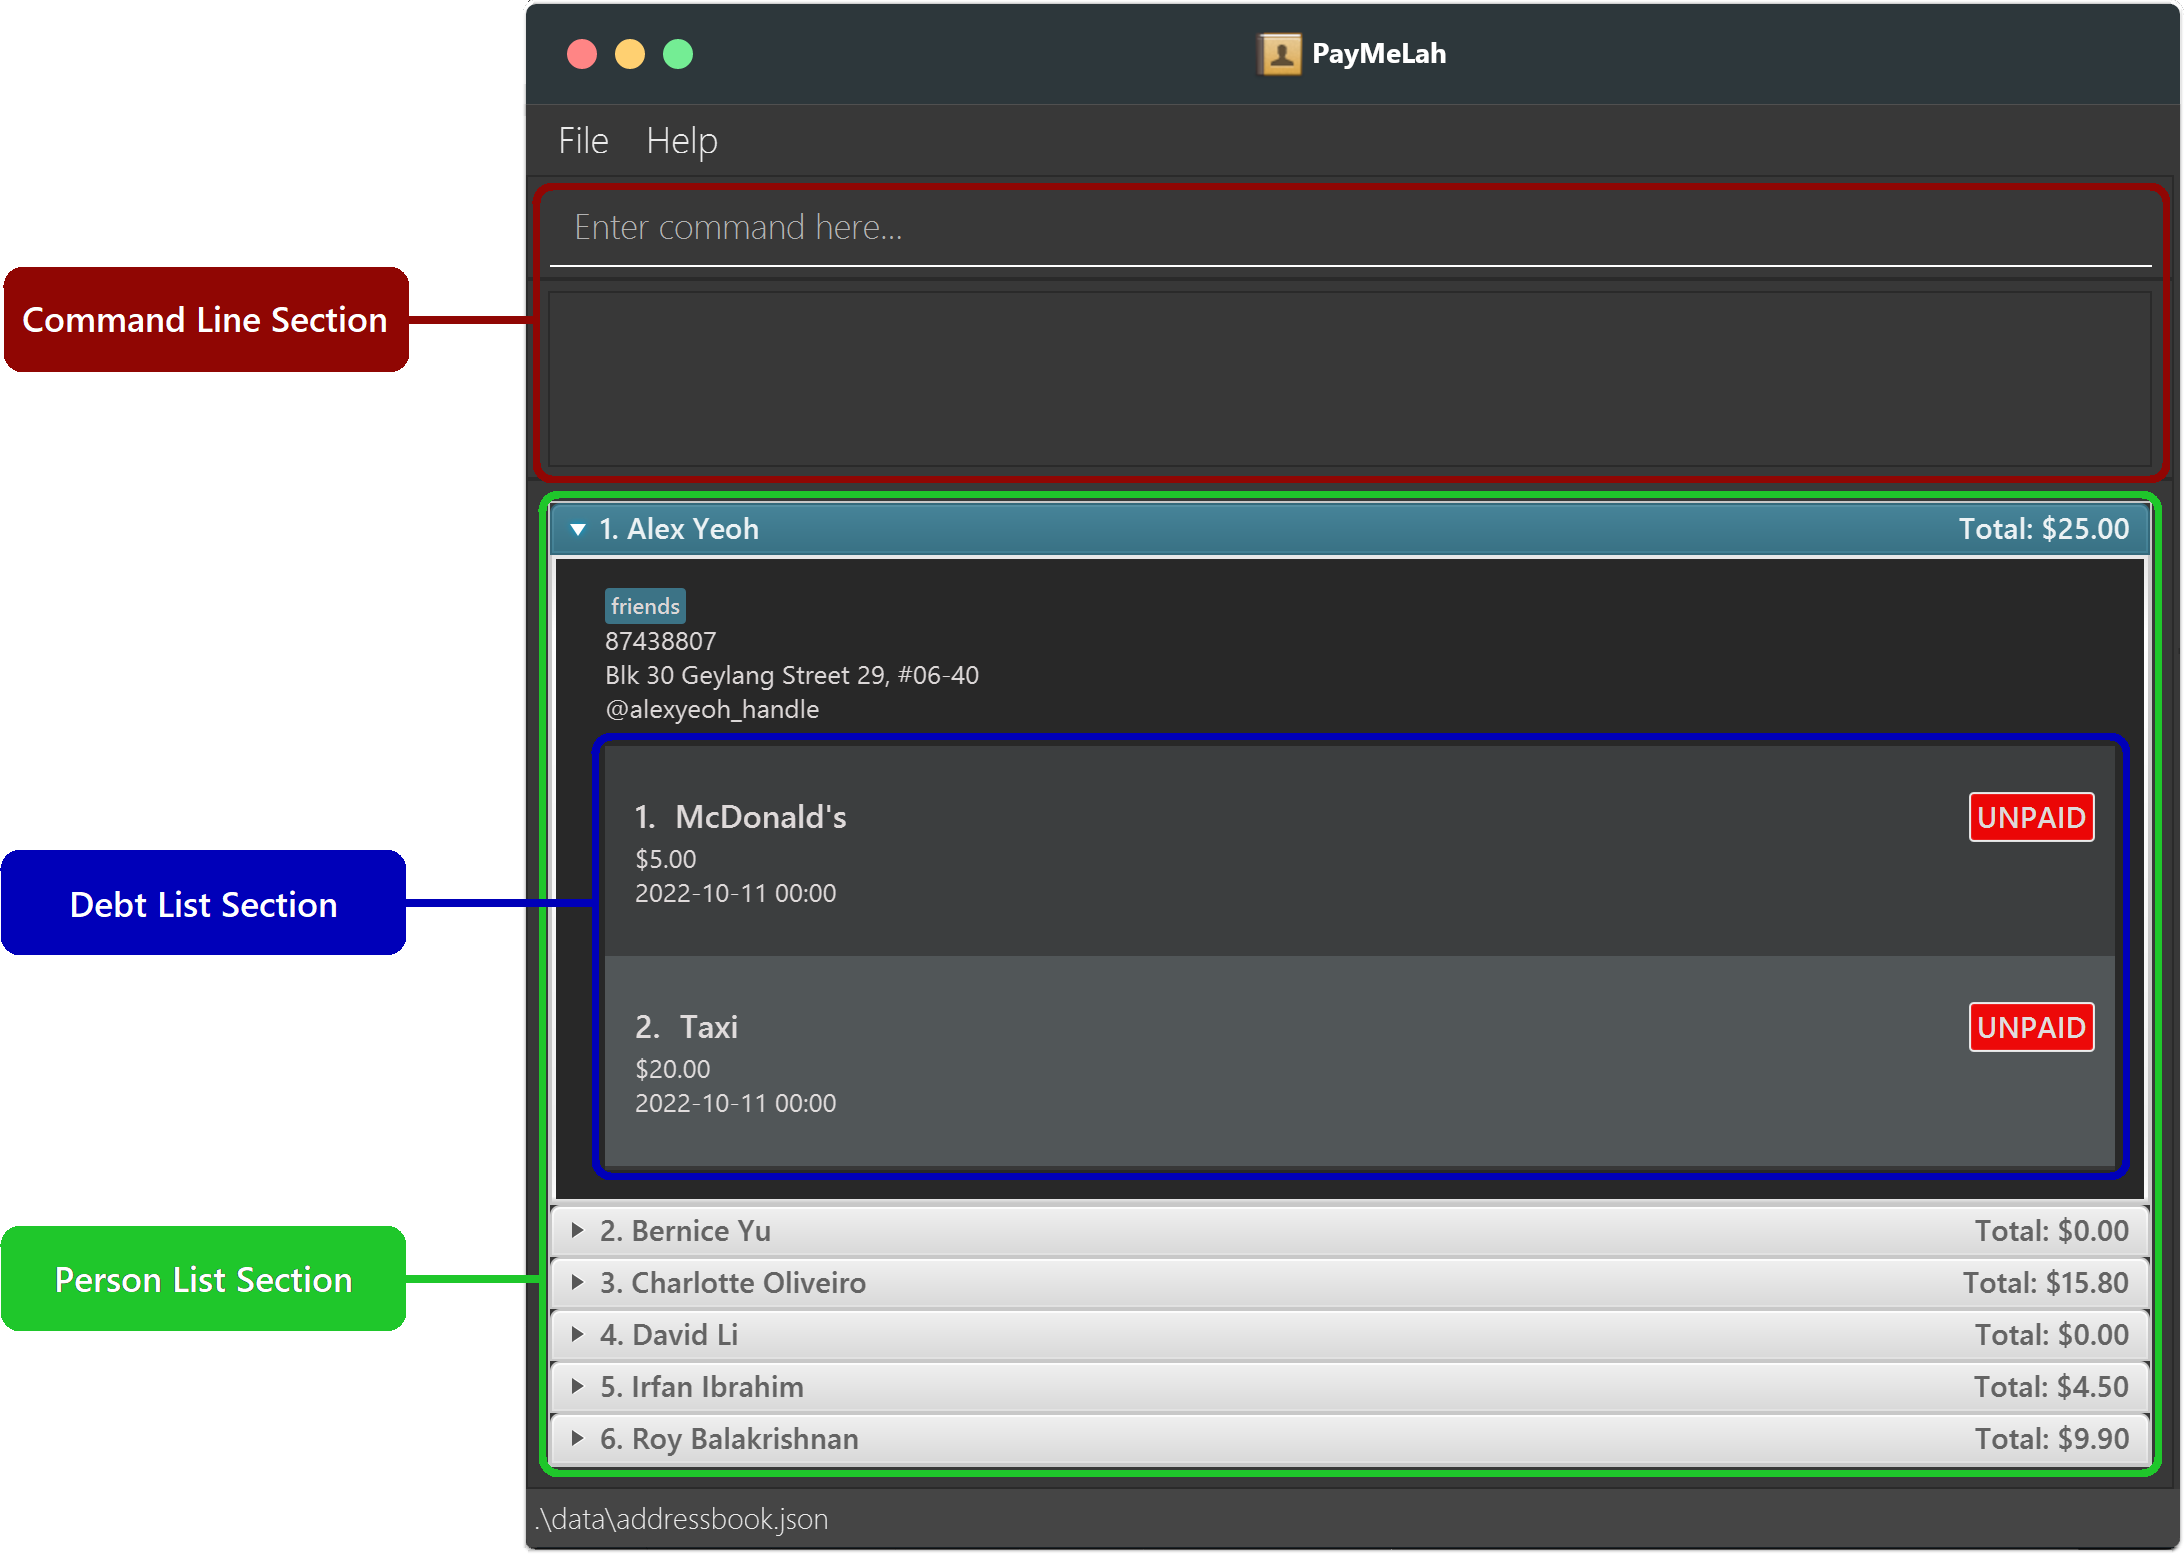 PayMeLah
File Help
Enter command here...
Command Line Section
1. Alex Yeoh Total: $25.00
friends
87438807
Blk 30 Geylang Street 29, #06-40
@alexyeoh_handle
1. McDonald's UNPAID
$5.00
2022-10-11 00:00
Debt List Section
2. Taxi UNPAID
$20.00
2022-10-11 00:00
2. Bernice Yu Total: $0.00
Person List Section
3. Charlotte Oliveiro Total: $15.80
4. David Li Total: $0.00
5. Irfan Ibrahim Total: $4.50
6. Roy Balakrishnan Total: $9.90
.\data\addressbook.json